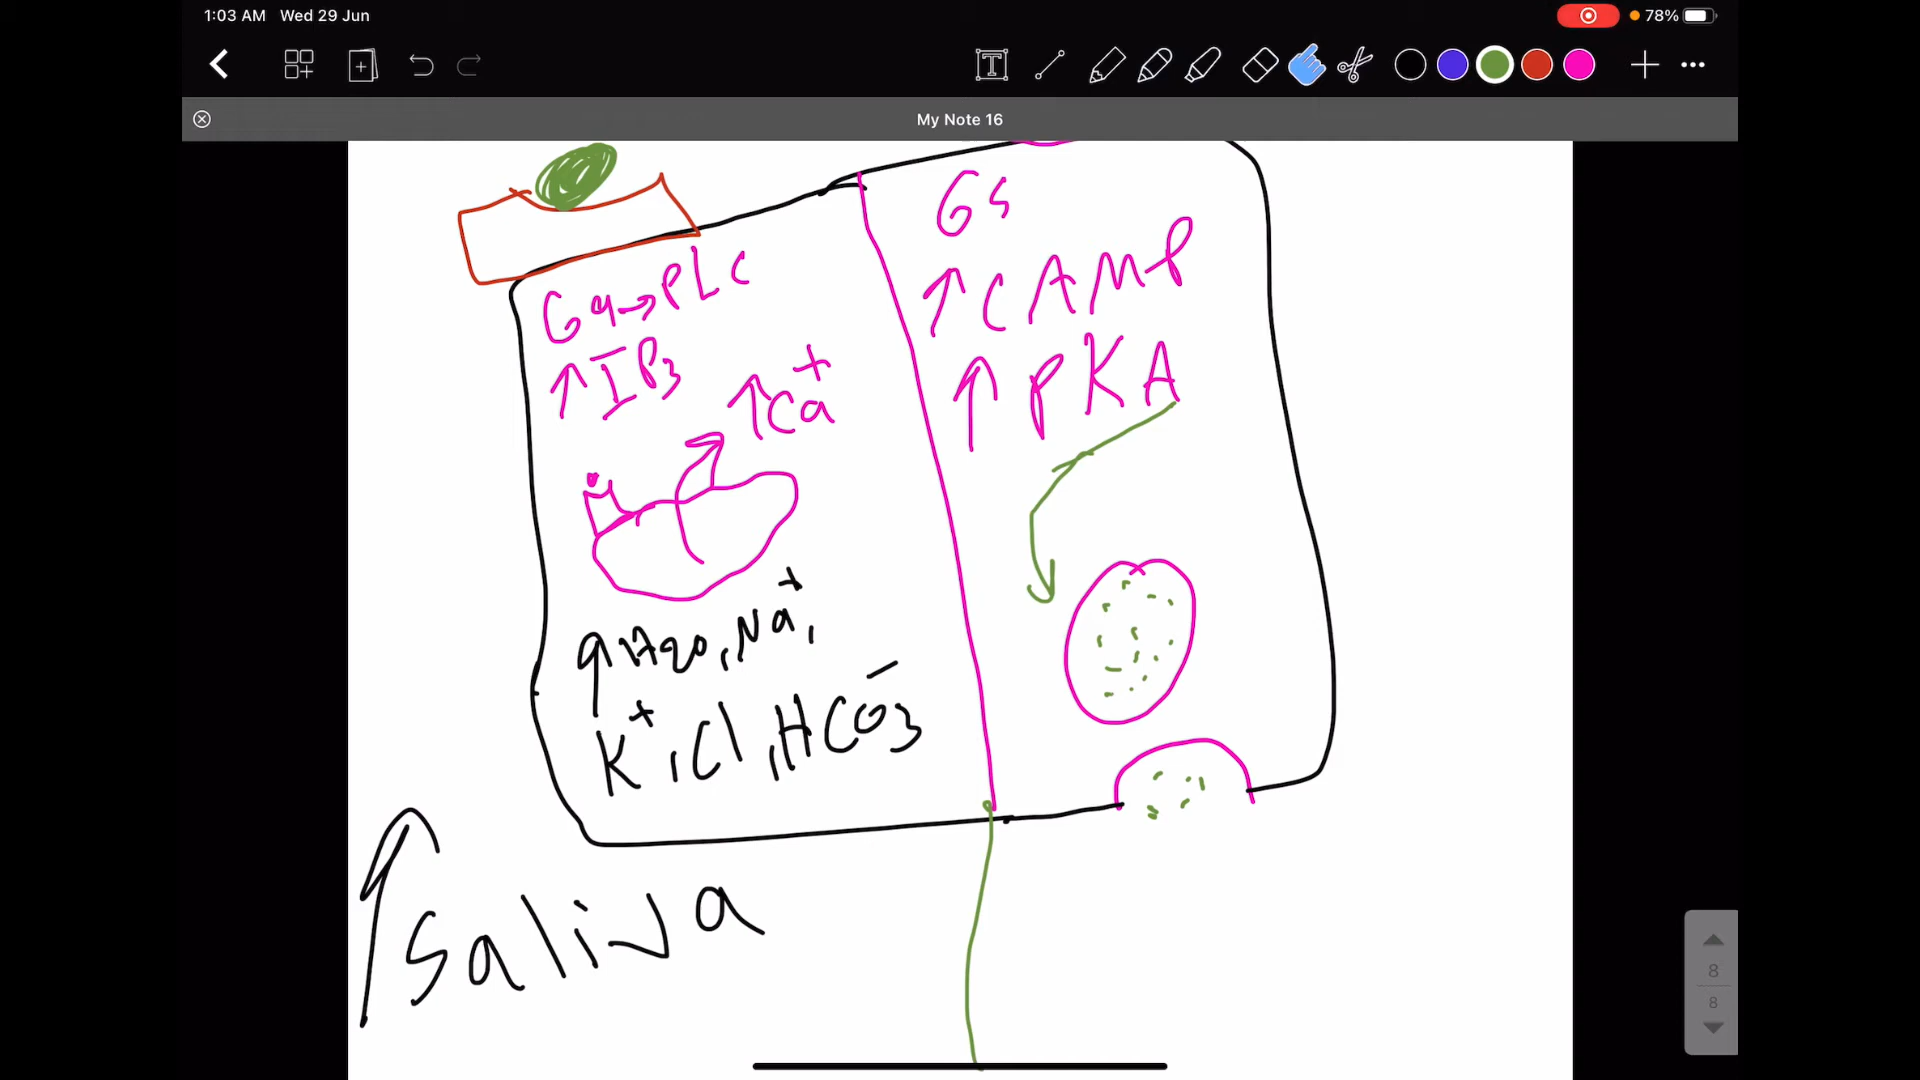 1:03 AM Wed 29 Jun
78%
My Note 16
Gq→PLC
↑IP3
↑Ca+
↑H2O, Na+,
K+, Cl, HCO3-
Gs
↑CAMP
↑PKA
↑Saliva
8
8